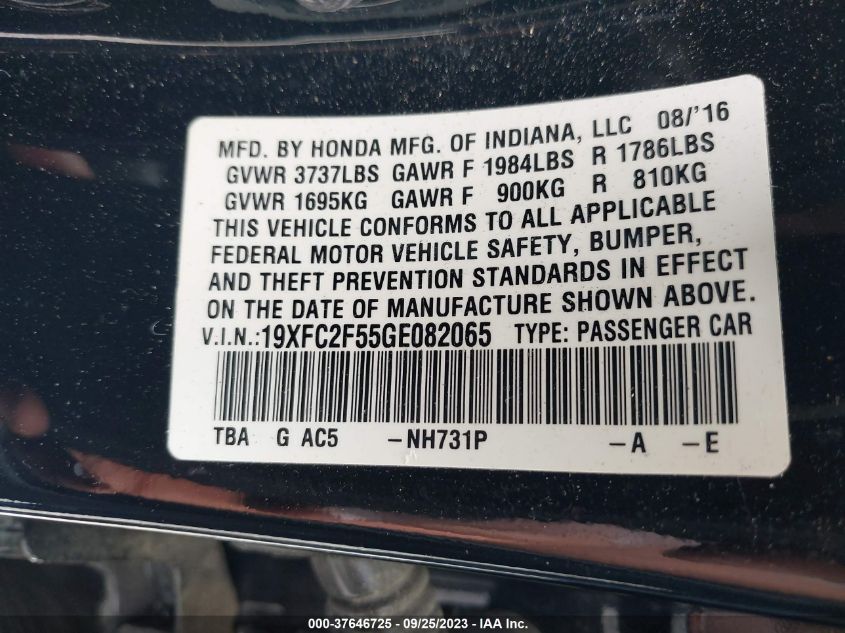 MFD. BY HONDA MFG. OF INDIANA, LLC 08/'16
GVWR 3737LBS GAWR F 1984LBS R 1786LBS
GVWR 1695KG GAWR F 900KG R 810KG
THIS VEHICLE CONFORMS TO ALL APPLICABLE
FEDERAL MOTOR VEHICLE SAFETY, BUMPER,
AND THEFT PREVENTION STANDARDS IN EFFECT
ON THE DATE OF MANUFACTURE SHOWN ABOVE.
V.I.N.:19XFC2F55GE082065 TYPE: PASSENGER CAR
TBA G AC5 -NH731P -A -E
000-37646725 - 09/25/2023 - IAA Inc.